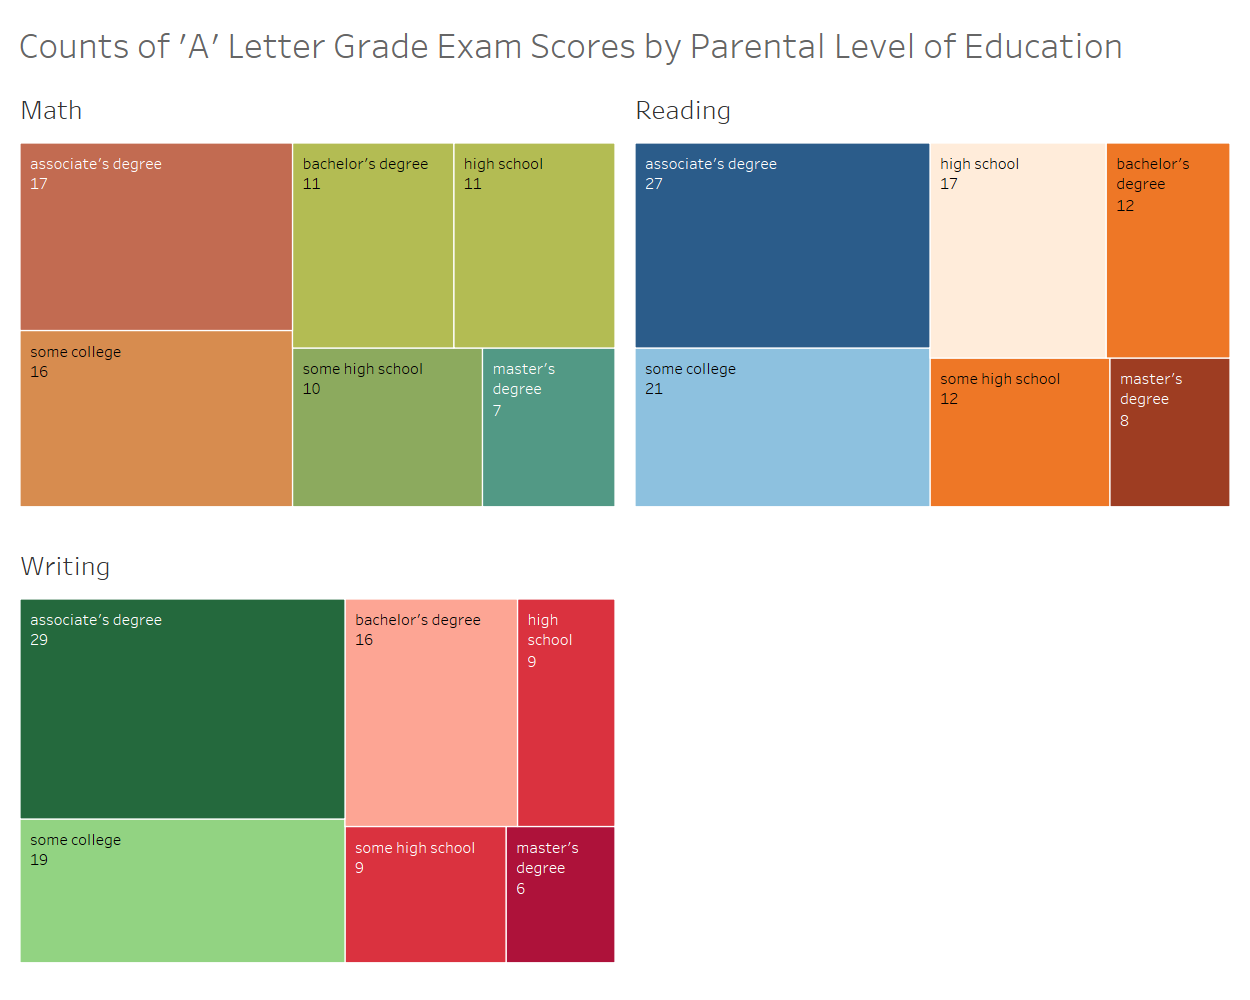 Counts of 'A' Letter Grade Exam Scores by Parental Level of Education
Math
associate's degree
17
bachelor's degree
11
high school
11
some college
16
some high school
10
master's
degree
7
Reading
associate's degree
27
high school
17
bachelor's
degree
12
some college
21
some high school
12
master's
degree
8
Writing
associate's degree
29
bachelor's degree
16
high
school
9
some college
19
some high school
9
master's
degree
6